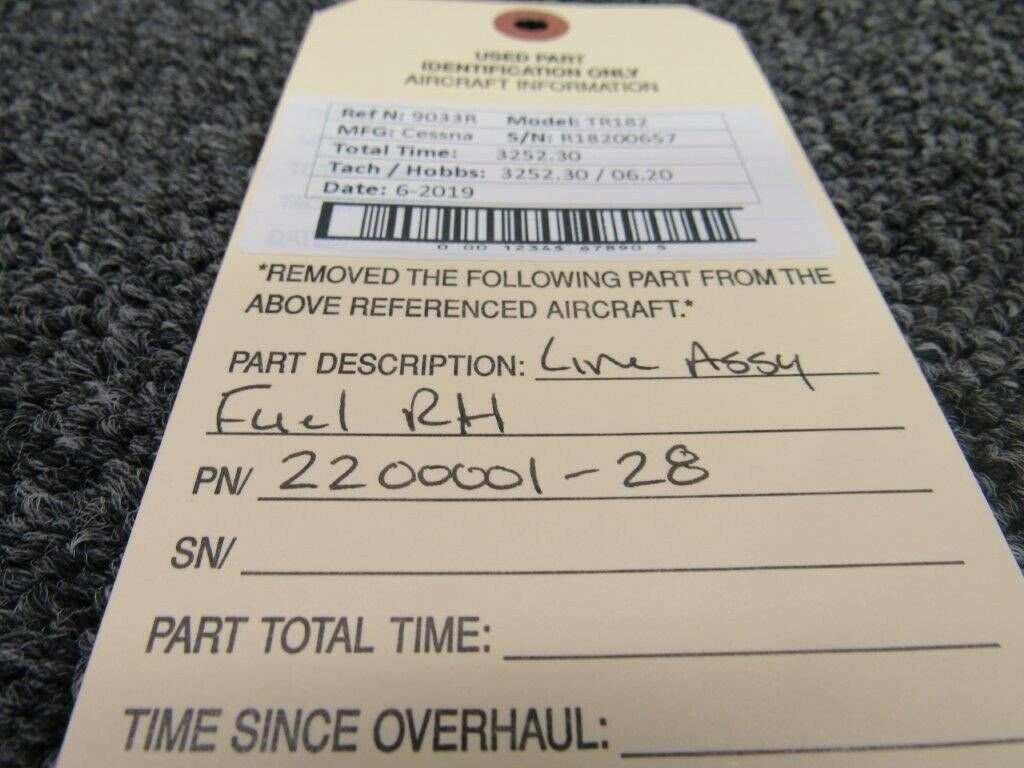 USED PART
IDENTIFICATION ONLY
AIRCRAFT INFORMATION
Ref N: 9033R Model: TR182
MFG: Cessna S/N: R18200657
Total Time: 3252.30
Tach / Hobbs: 3252.30 / 06.20
Date: 6-2019
0 00 12345 67890 5
*REMOVED THE FOLLOWING PART FROM THE
ABOVE REFERENCED AIRCRAFT.*
PART DESCRIPTION: Line Assy
Fuel RH
PN/ 2200001-28
SN/
PART TOTAL TIME:
TIME SINCE OVERHAUL: